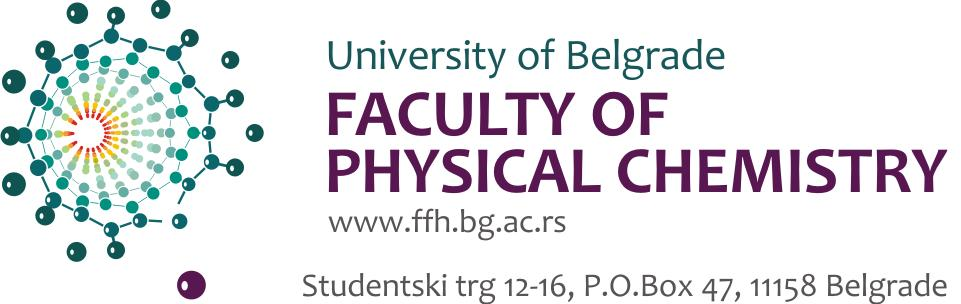 University of Belgrade
FACULTY OF
PHYSICAL CHEMISTRY
www.ffh.bg.ac.rs
Studentski trg 12-16, P.O.Box 47, 11158 Belgrade